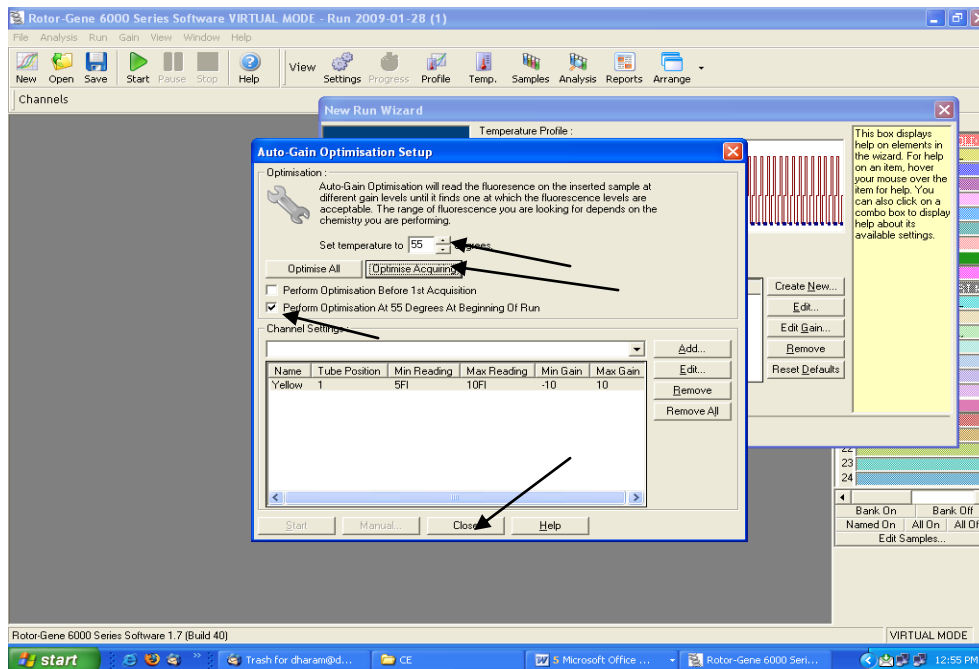 Rotor-Gene 6000 Series Software VIRTUAL MODE - Run 2009-01-28 (1)
File Analysis Run Gain View Window Help
New Open Save Start Pause Stop Help View Settings Progress Profile Temp. Samples Analysis Reports Arrange
Channels
New Run Wizard
Temperature Profile :
This box displays
help on elements in
the wizard. For help
on an item, hover
your mouse over the
item for help. You
can also click on a
combo box to display
help about its
available settings.
Create New...
Edit...
Edit Gain...
Remove
Reset Defaults
Auto-Gain Optimisation Setup
Optimisation :
Auto-Gain Optimisation will read the fluoresence on the inserted sample at
different gain levels until it finds one at which the fluorescence levels are
acceptable. The range of fluorescence you are looking for depends on the
chemistry you are performing.
Set temperature to 55 degrees.
Optimise All Optimise Acquiring
Perform Optimisation Before 1st Acquisition
Perform Optimisation At 55 Degrees At Beginning Of Run
Channel Settings :
Add...
Name Tube Position Min Reading Max Reading Min Gain Max Gain
Yellow 1 5Fl 10Fl -10 10
Edit...
Remove
Remove All
Start Manual... Close Help
22
23
24
Bank On Bank Off
Named On All On All Of
Edit Samples...
Rotor-Gene 6000 Series Software 1.7 (Build 40) VIRTUAL MODE
start Trash for dharam@d... CE 5 Microsoft Office ... Rotor-Gene 6000 Seri... 12:55 PM